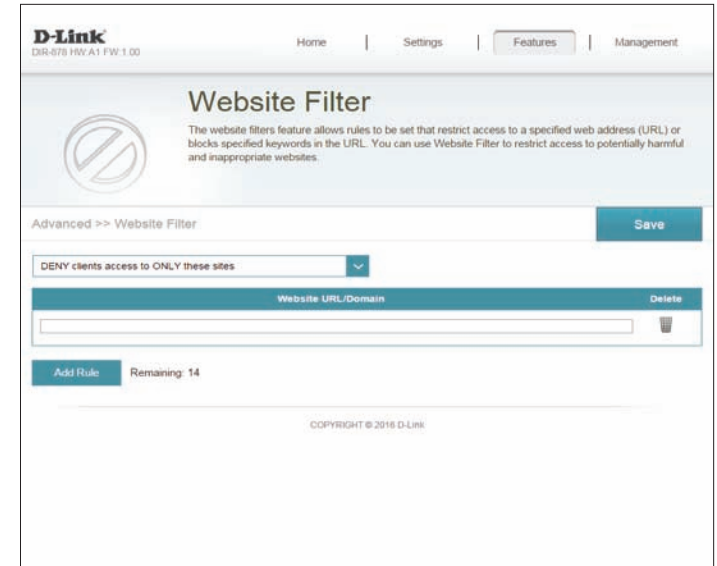 D-Link
DIR-878 HW:A1 FW:1.00
Home | Settings | Features | Management
Website Filter
The website filters feature allows rules to be set that restrict access to a specified web address (URL) or
blocks specified keywords in the URL. You can use Website Filter to restrict access to potentially harmful
and inappropriate websites.
Advanced >> Website Filter
Save
DENY clients access to ONLY these sites
Website URL/Domain Delete
Add Rule Remaining: 14
COPYRIGHT © 2016 D-Link